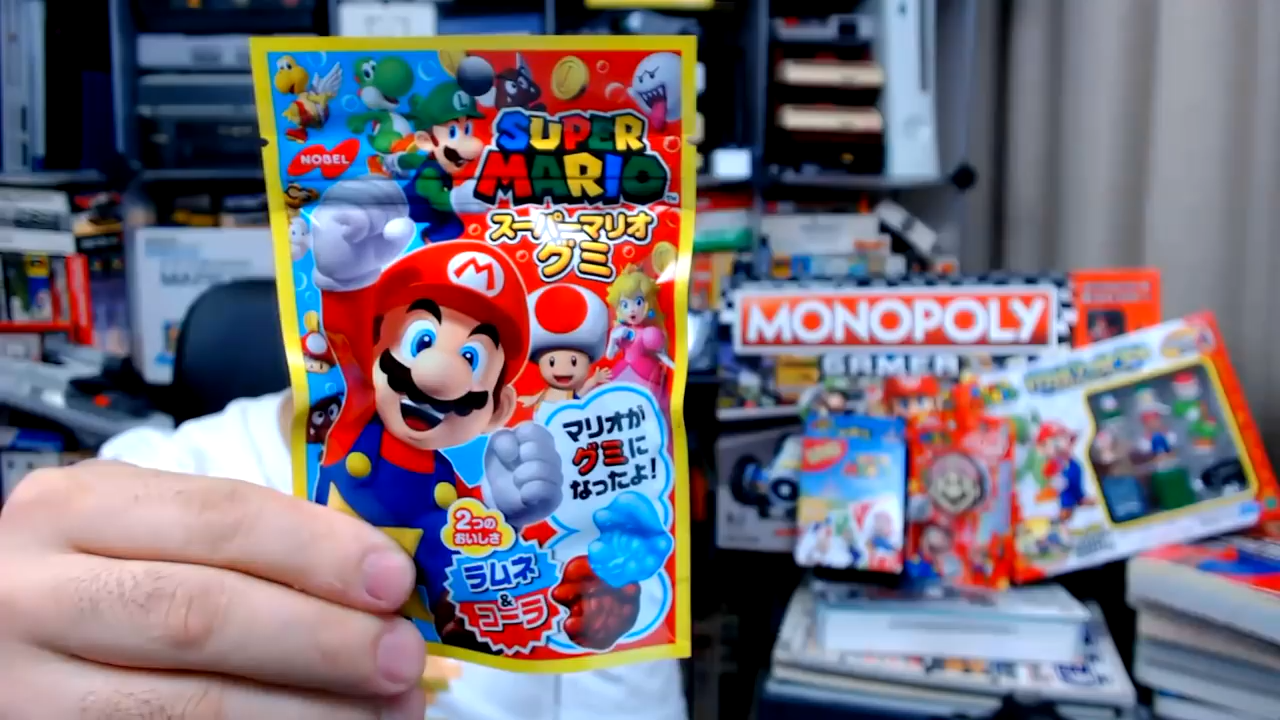 NOBEL
L
SUPER
MARIO
TM
スーパーマリオ
グミ
M
マリオが
グミに
なったよ!
2つの
おいしさ
ラムネ
&
コーラ
MONOPOLY
GAMER